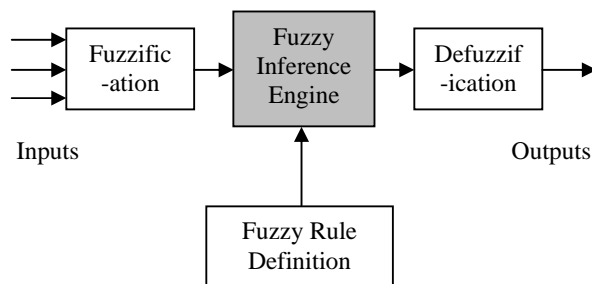 Fuzzific
-ation
Fuzzy
Inference
Engine
Defuzzif
-ication
Inputs
Outputs
Fuzzy Rule
Definition